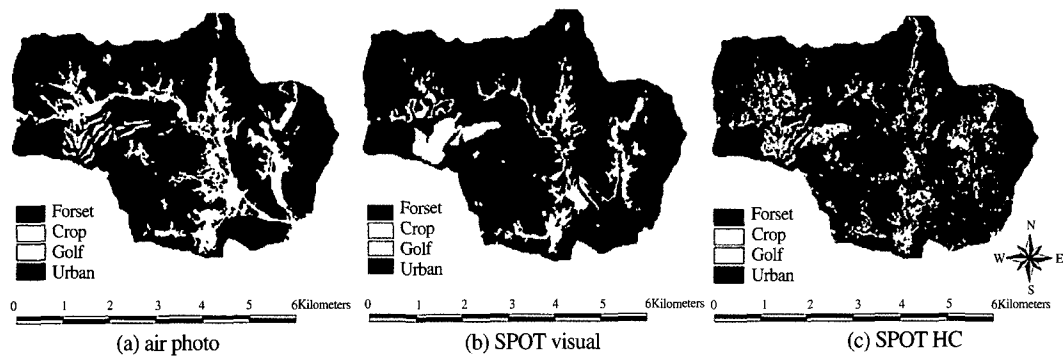 Forset
Crop
Golf
Urban
0 1 2 3 4 5 6Kilometers
(a) air photo
Forset
Crop
Golf
Urban
0 1 2 3 4 5 6Kilometers
(b) SPOT visual
Forset
Crop
Golf
Urban
N
W E
S
0 1 2 3 4 5 6Kilometers
(c) SPOT HC